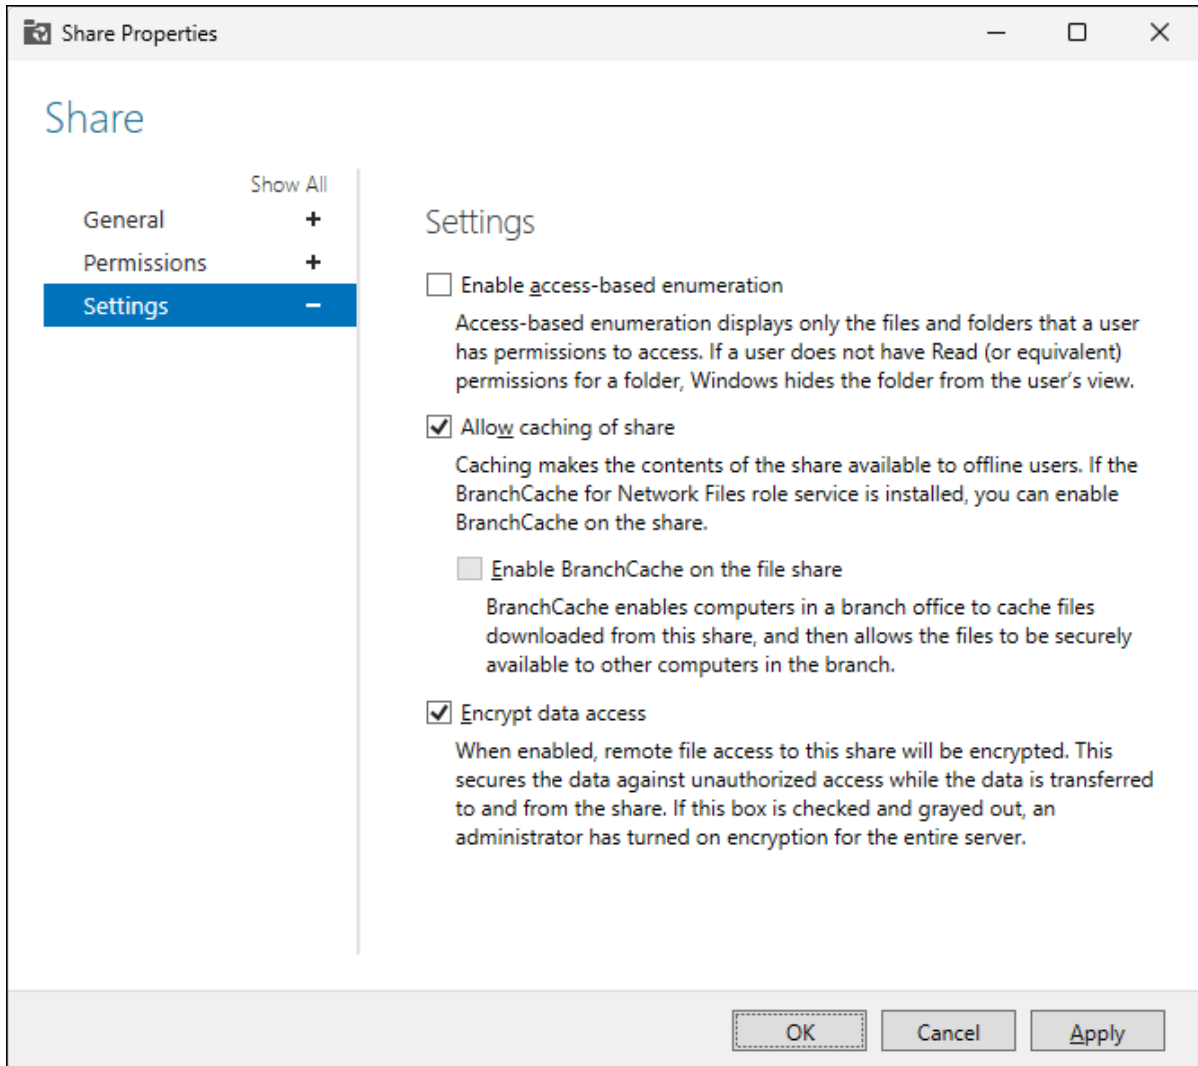 Share Properties
Share
Show All
General
Permissions
Settings
Settings
Enable access-based enumeration
Access-based enumeration displays only the files and folders that a user
has permissions to access. If a user does not have Read (or equivalent)
permissions for a folder, Windows hides the folder from the user's view.
Allow caching of share
Caching makes the contents of the share available to offline users. If the
BranchCache for Network Files role service is installed, you can enable
BranchCache on the share.
Enable BranchCache on the file share
BranchCache enables computers in a branch office to cache files
downloaded from this share, and then allows the files to be securely
available to other computers in the branch.
Encrypt data access
When enabled, remote file access to this share will be encrypted. This
secures the data against unauthorized access while the data is transferred
to and from the share. If this box is checked and grayed out, an
administrator has turned on encryption for the entire server.
OK Cancel Apply